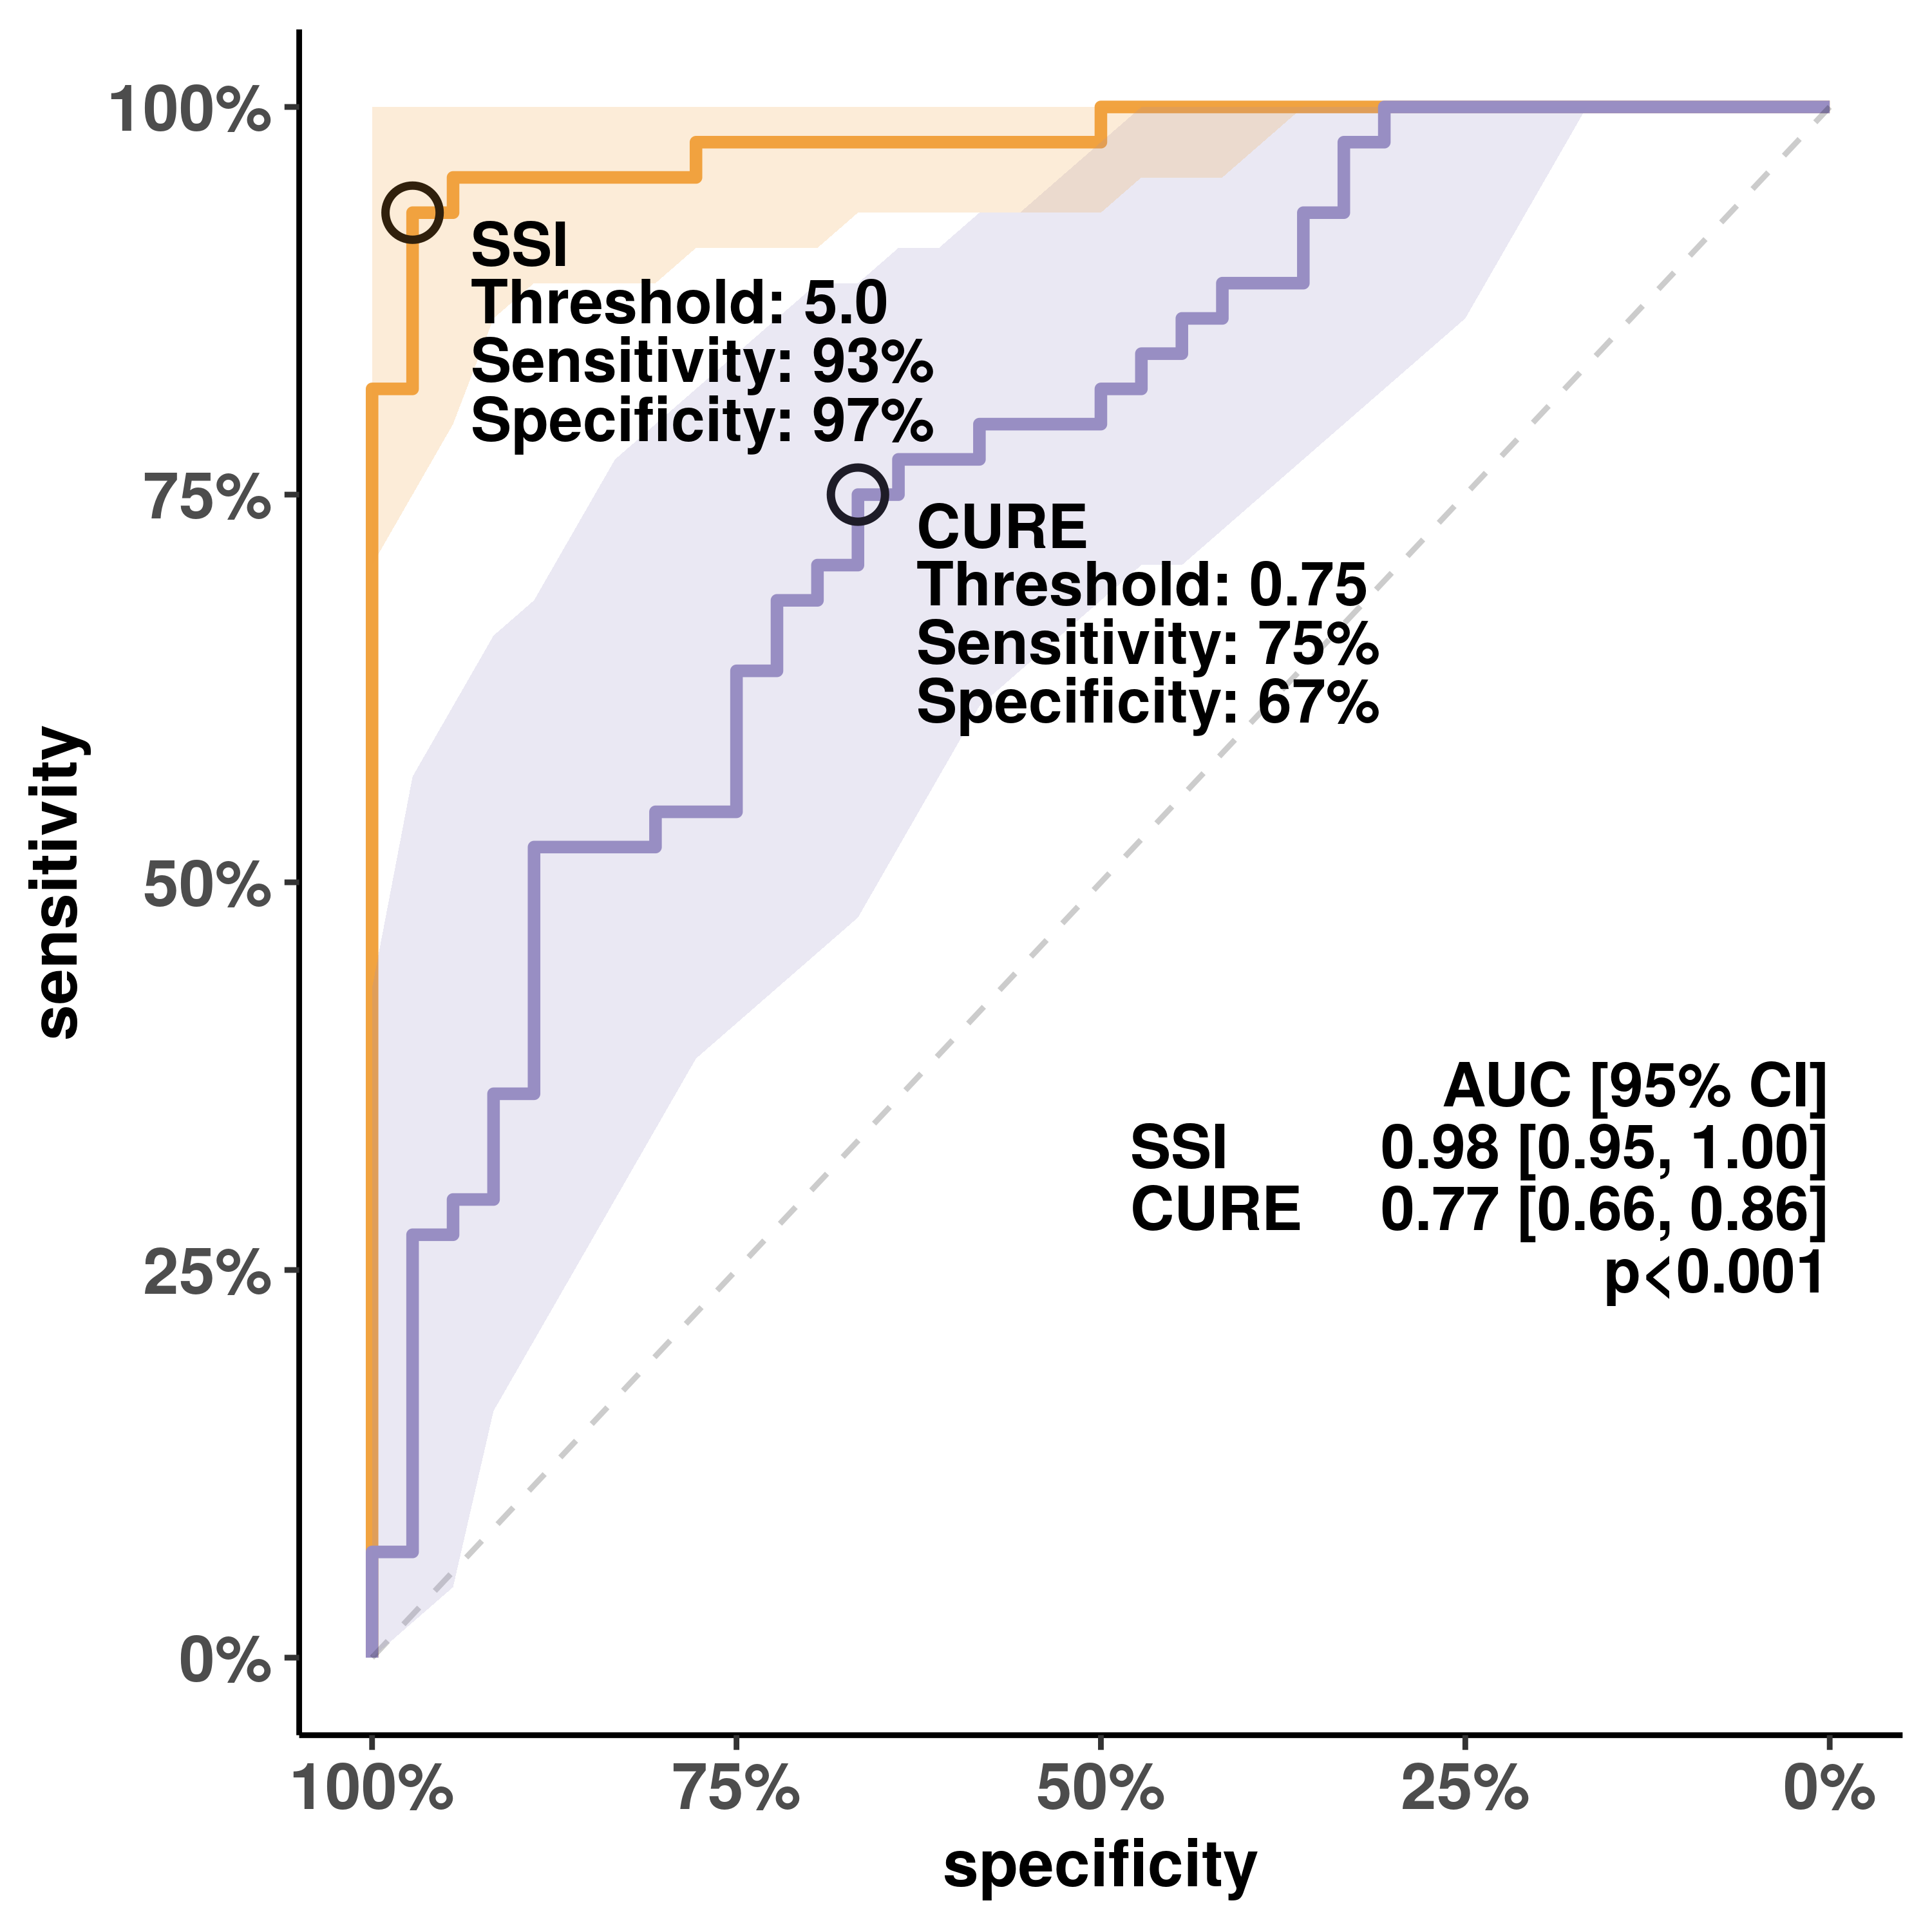 100%
75%
50%
25%
0%
sensitivity
SSI
Threshold: 5.0
Sensitivity: 93%
Specificity: 97%
CURE
Threshold: 0.75
Sensitivity: 75%
Specificity: 67%
AUC [95% CI]
SSI 0.98 [0.95, 1.00]
CURE 0.77 [0.66, 0.86]
p<0.001
100% 75% 50% 25% 0%
specificity